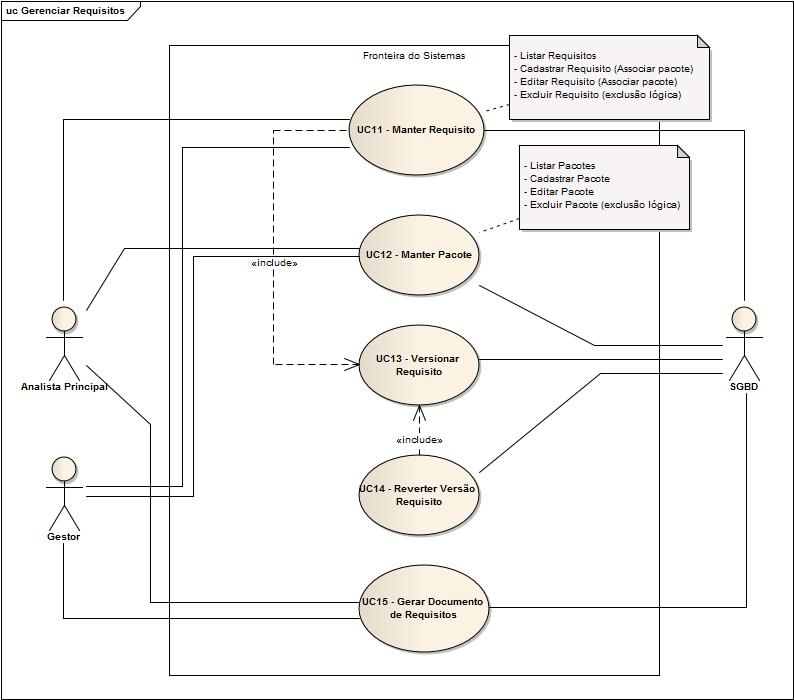 uc Gerenciar Requisitos
Fronteira do Sistemas
- Listar Requisitos
- Cadastrar Requisito (Associar pacote)
- Editar Requisito (Associar pacote)
- Excluir Requisito (exclusão lógica)
UC11 - Manter Requisito
- Listar Pacotes
- Cadastrar Pacote
- Editar Pacote
- Excluir Pacote (exclusão lógica)
UC12 - Manter Pacote
«include»
UC13 - Versionar
Requisito
Analista Principal
SGBD
«include»
UC14 - Reverter Versão
Requisito
Gestor
UC15 - Gerar Documento
de Requisitos